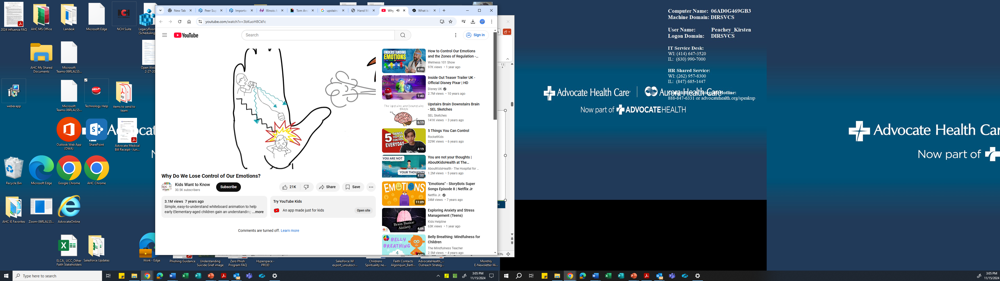 2024 Influenza FAQ
AHC MS Office
Landesk
Microsoft Edge
NCH Suite
LegacyRoom
(Scheduling
AHC My Shared
Documents
Microsoft
Teams-06RLALS5...
Open Web
2-27-20
webexapp
Microsoft
Teams-06RLALS5...
HELP
Technology Help
items to send to
team
Outlook Web App
(OWA)
SharePoint
Advocate Medical
Bill Receipt--Jun...
Recycle Bin
Microsoft Edge
Google Chrome
AHC Chrome
AHC IE Favorites
Zoom-06RLALS5...
AdvocateOnline
ELCA_UCC_Other
Faith Stakeholders
Salesforce Updates
Work - Edge
Phishing Guidance
Understanding
Suicide Grief image
Zero Phish
Program FAQ
Hyperspace -
PROD
Salesforce WI
export_unsubscr...
Childrens
Spirituality ne...
Faith Contacts
Algonquin_Bartl...
AdvocateHealth_...
Outreach Strateg...
Monthly
E-Newsletter Illi...
New Tab
Peer Sup
Importan
Illinois A
Tom And
upstairs
Hand M
Why
What is
youtube.com/watch?v=3bKuoH8CkFc
YouTube
Search
Sign in
Why Do We Lose Control of Our Emotions?
Kids Want to Know
30.5K subscribers
Subscribe
21K
Share
Save
3.1M views 7 years ago
Simple, easy-to-understand whiteboard animation to help
early Elementary-aged children gain an understanding ...more
Try YouTube Kids
An app made just for kids
Open site
Comments are turned off. Learn more
UNDERSTANDING
EMOTIONS
4:46
How to Control Our Emotions
and the Zones of Regulation -...
Wellness 101 Show
97K views • 1 year ago
1:40
Inside Out Teaser Trailer UK -
Official Disney Pixar | HD
Disney UK
2.7M views • 10 years ago
The Upstairs and Downstairs
BRAIN
6:19
Upstairs Brain Downstairs Brain
- SEL Sketches
SEL Sketches
141K views • 3 years ago
5 THINGS
YOU CAN
CONTROL
EVERYDAY
4:19
5 Things You Can Control
RocketKids
329K views • 6 years ago
YOU ARE NOT
YOUR THOUGHTS
4:00
You are not your thoughts |
AboutKidsHealth at The...
AboutKidsHealth - The Hospital for ...
1.2M views • 5 years ago
EMOTIONS
11:09
"Emotions" - StoryBots Super
Songs Episode 8 | Netflix Jr
Netflix Jr.
34M views • 7 years ago
Brain Basics:
Anxiety
4:56
Exploring Anxiety and Stress
Management (Teens)
Kids Helpline
63K views • 1 year ago
BELLY
BREATHING
4
Belly Breathing: Mindfulness for
Children
The Mindfulness Teacher
2.5M views • 4 years ago
13
53%
Computer Name: 06AD0G469GB3
Machine Domain: DIRSVCS
User Name: Peachey_Kirsten
Logon Domain: DIRSVCS
IT Service Desk:
WI: (414) 647-3520
IL: (630) 990-7000
HR Shared Service:
WI: (262) 957-8300
IL: (847) 685-1447
Hotline:
888-847-6331 or advocatehealth.org/speakup
Advocate Health Care
Aurora Health Care
Now part of ADVOCATEHEALTH
Advocate Health Car
Now part of
Type here to search
3:05 PM
11/15/2024
3:05 PM
11/15/2024